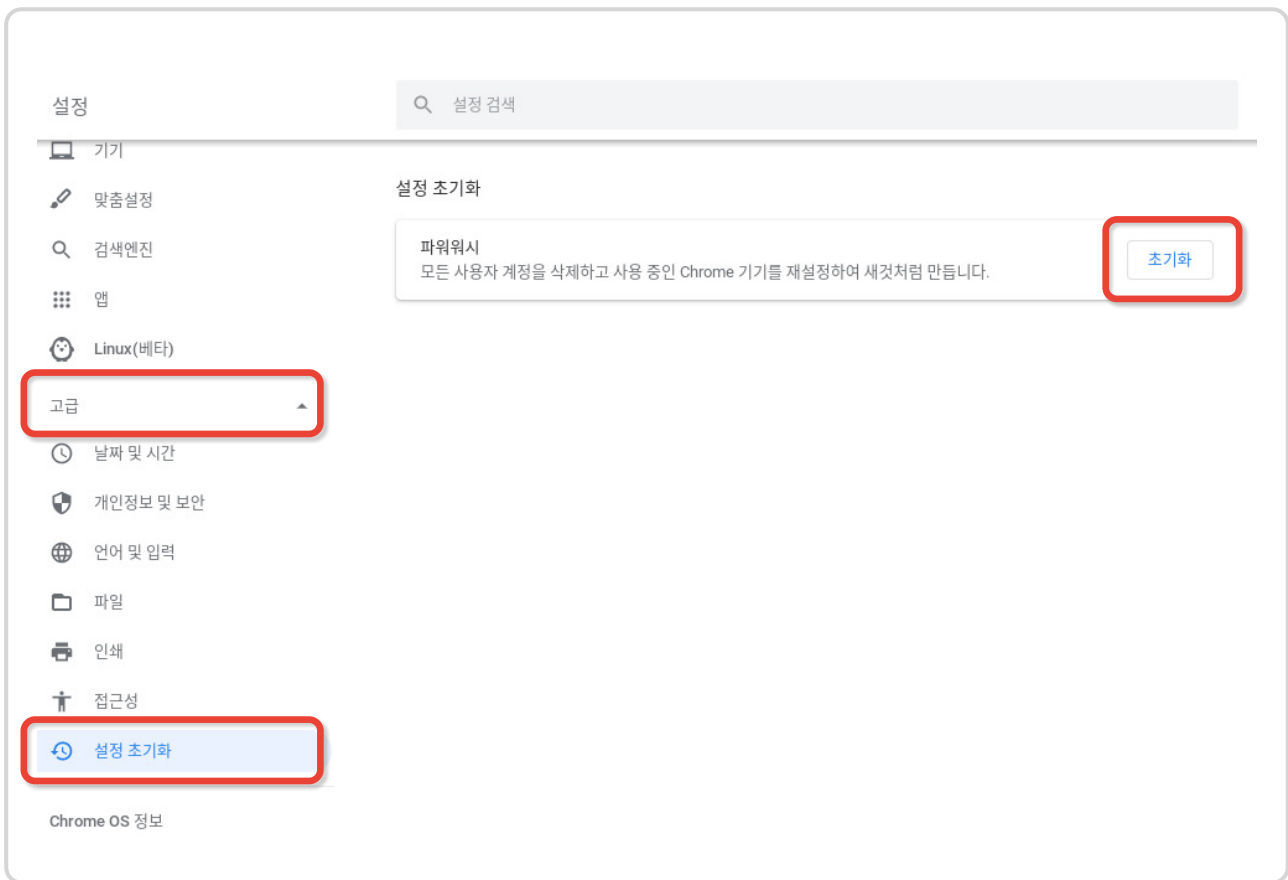 설정
설정 검색
기기
맞춤설정
검색엔진
앱
Linux(베타)
고급
날짜 및 시간
개인정보 및 보안
언어 및 입력
파일
인쇄
접근성
설정 초기화
Chrome OS 정보
설정 초기화
파워워시
모든 사용자 계정을 삭제하고 사용 중인 Chrome 기기를 재설정하여 새것처럼 만듭니다.
초기화